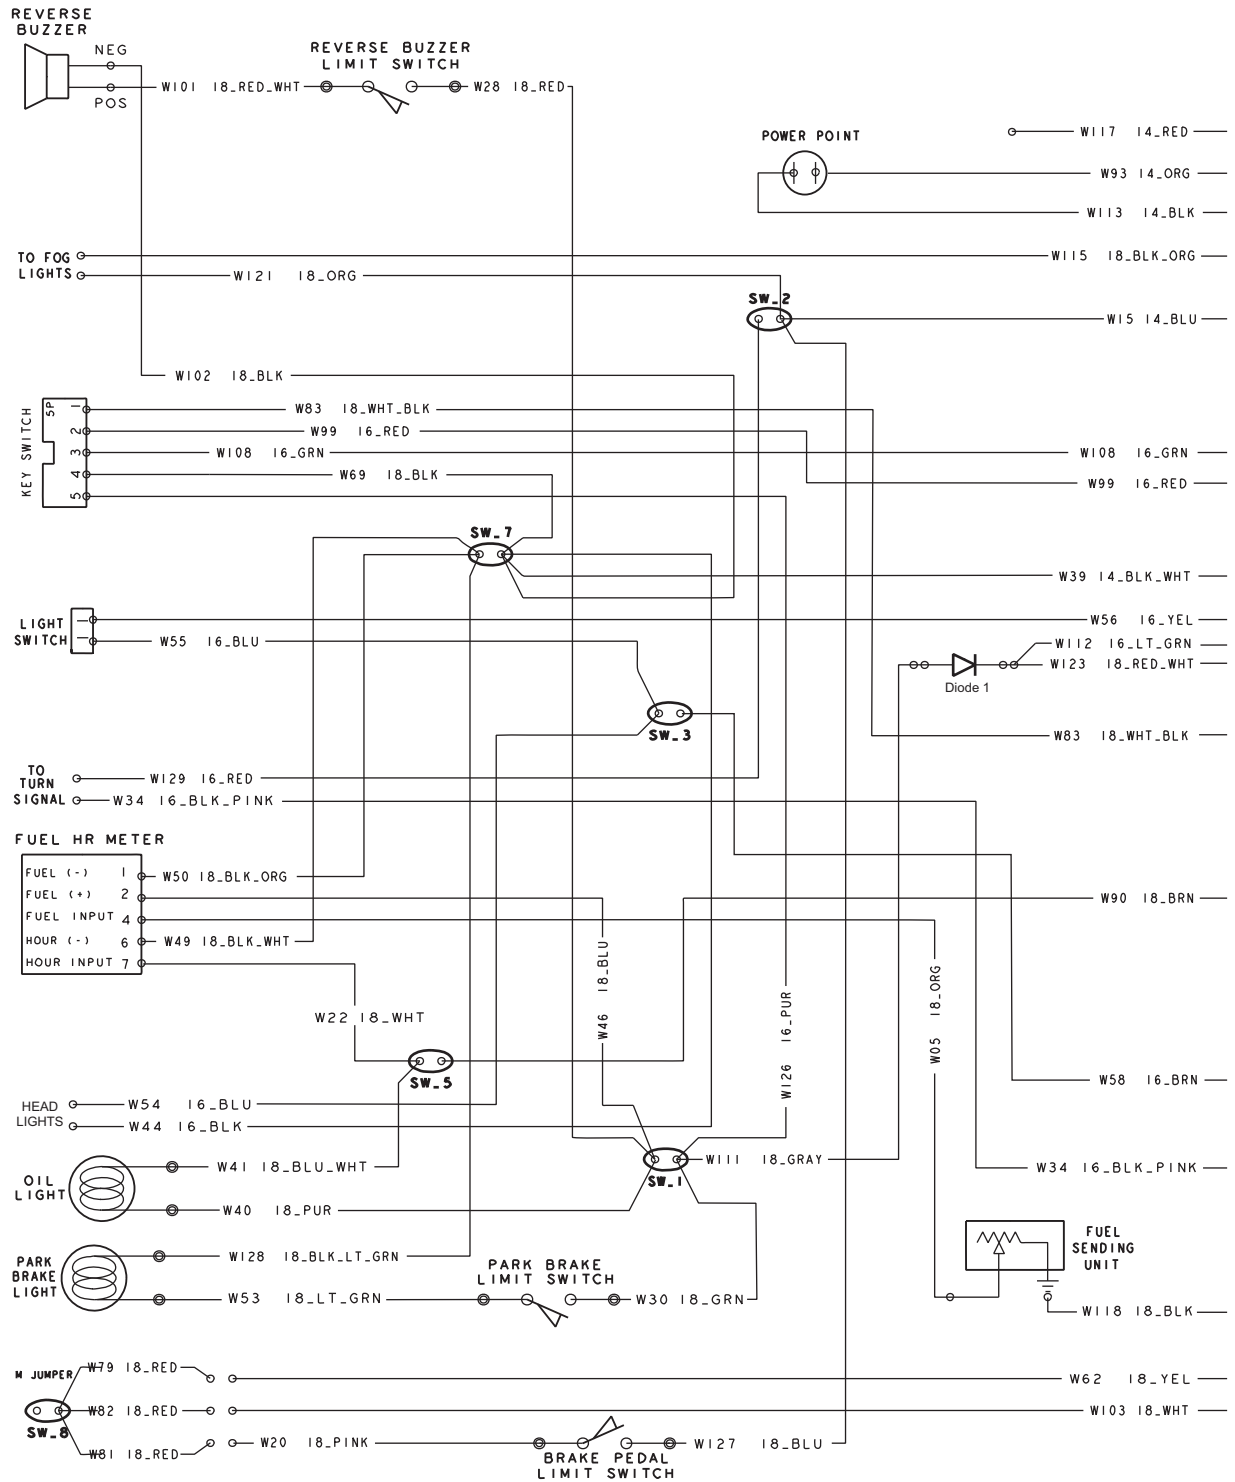 REVERSE
BUZZER
NEG
POS
W101 18_RED_WHT
REVERSE BUZZER
LIMIT SWITCH
W28 18_RED
POWER POINT
W117 14_RED
W93 14_ORG
W113 14_BLK
TO FOG
LIGHTS
W115 18_BLK_ORG
W121 18_ORG
SW_2
W15 14_BLU
W102 18_BLK
KEY SWITCH
5P
1
2
3
4
5
W83 18_WHT_BLK
W99 16_RED
W108 16_GRN
W108 16_GRN
W69 18_BLK
W99 16_RED
SW_7
W39 14_BLK_WHT
LIGHT
SWITCH
W56 16_YEL
W55 16_BLU
W112 16_LT_GRN
W123 18_RED_WHT
Diode 1
SW_3
W83 18_WHT_BLK
TO
TURN
SIGNAL
W129 16_RED
W34 16_BLK_PINK
FUEL HR METER
FUEL (-) 1
FUEL (+) 2
FUEL INPUT 4
HOUR (-) 6
HOUR INPUT 7
W50 18_BLK_ORG
W90 18_BRN
W49 18_BLK_WHT
W46 18_BLU
W126 16_PUR
W05 18_ORG
W22 18_WHT
SW_5
W58 16_BRN
HEAD
LIGHTS
W54 16_BLU
W44 16_BLK
W41 18_BLU_WHT
W111 18_GRAY
W34 16_BLK_PINK
SW_1
OIL
LIGHT
W40 18_PUR
PARK
BRAKE
LIGHT
W128 18_BLK_LT_GRN
W53 18_LT_GRN
PARK BRAKE
LIMIT SWITCH
W30 18_GRN
FUEL
SENDING
UNIT
W118 18_BLK
M JUMPER
W79 18_RED
W62 18_YEL
W82 18_RED
W103 18_WHT
SW_8
W81 18_RED
W20 18_PINK
W127 18_BLU
BRAKE PEDAL
LIMIT SWITCH